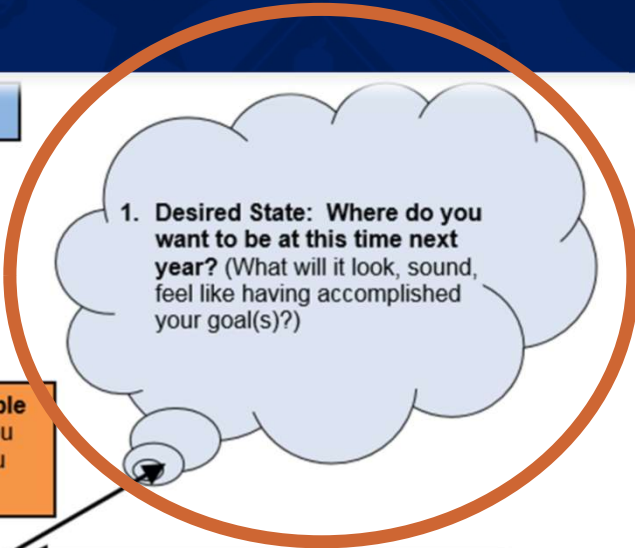 1. Desired State: Where do you
want to be at this time next
year? (What will it look, sound,
feel like having accomplished
your goal(s)?)